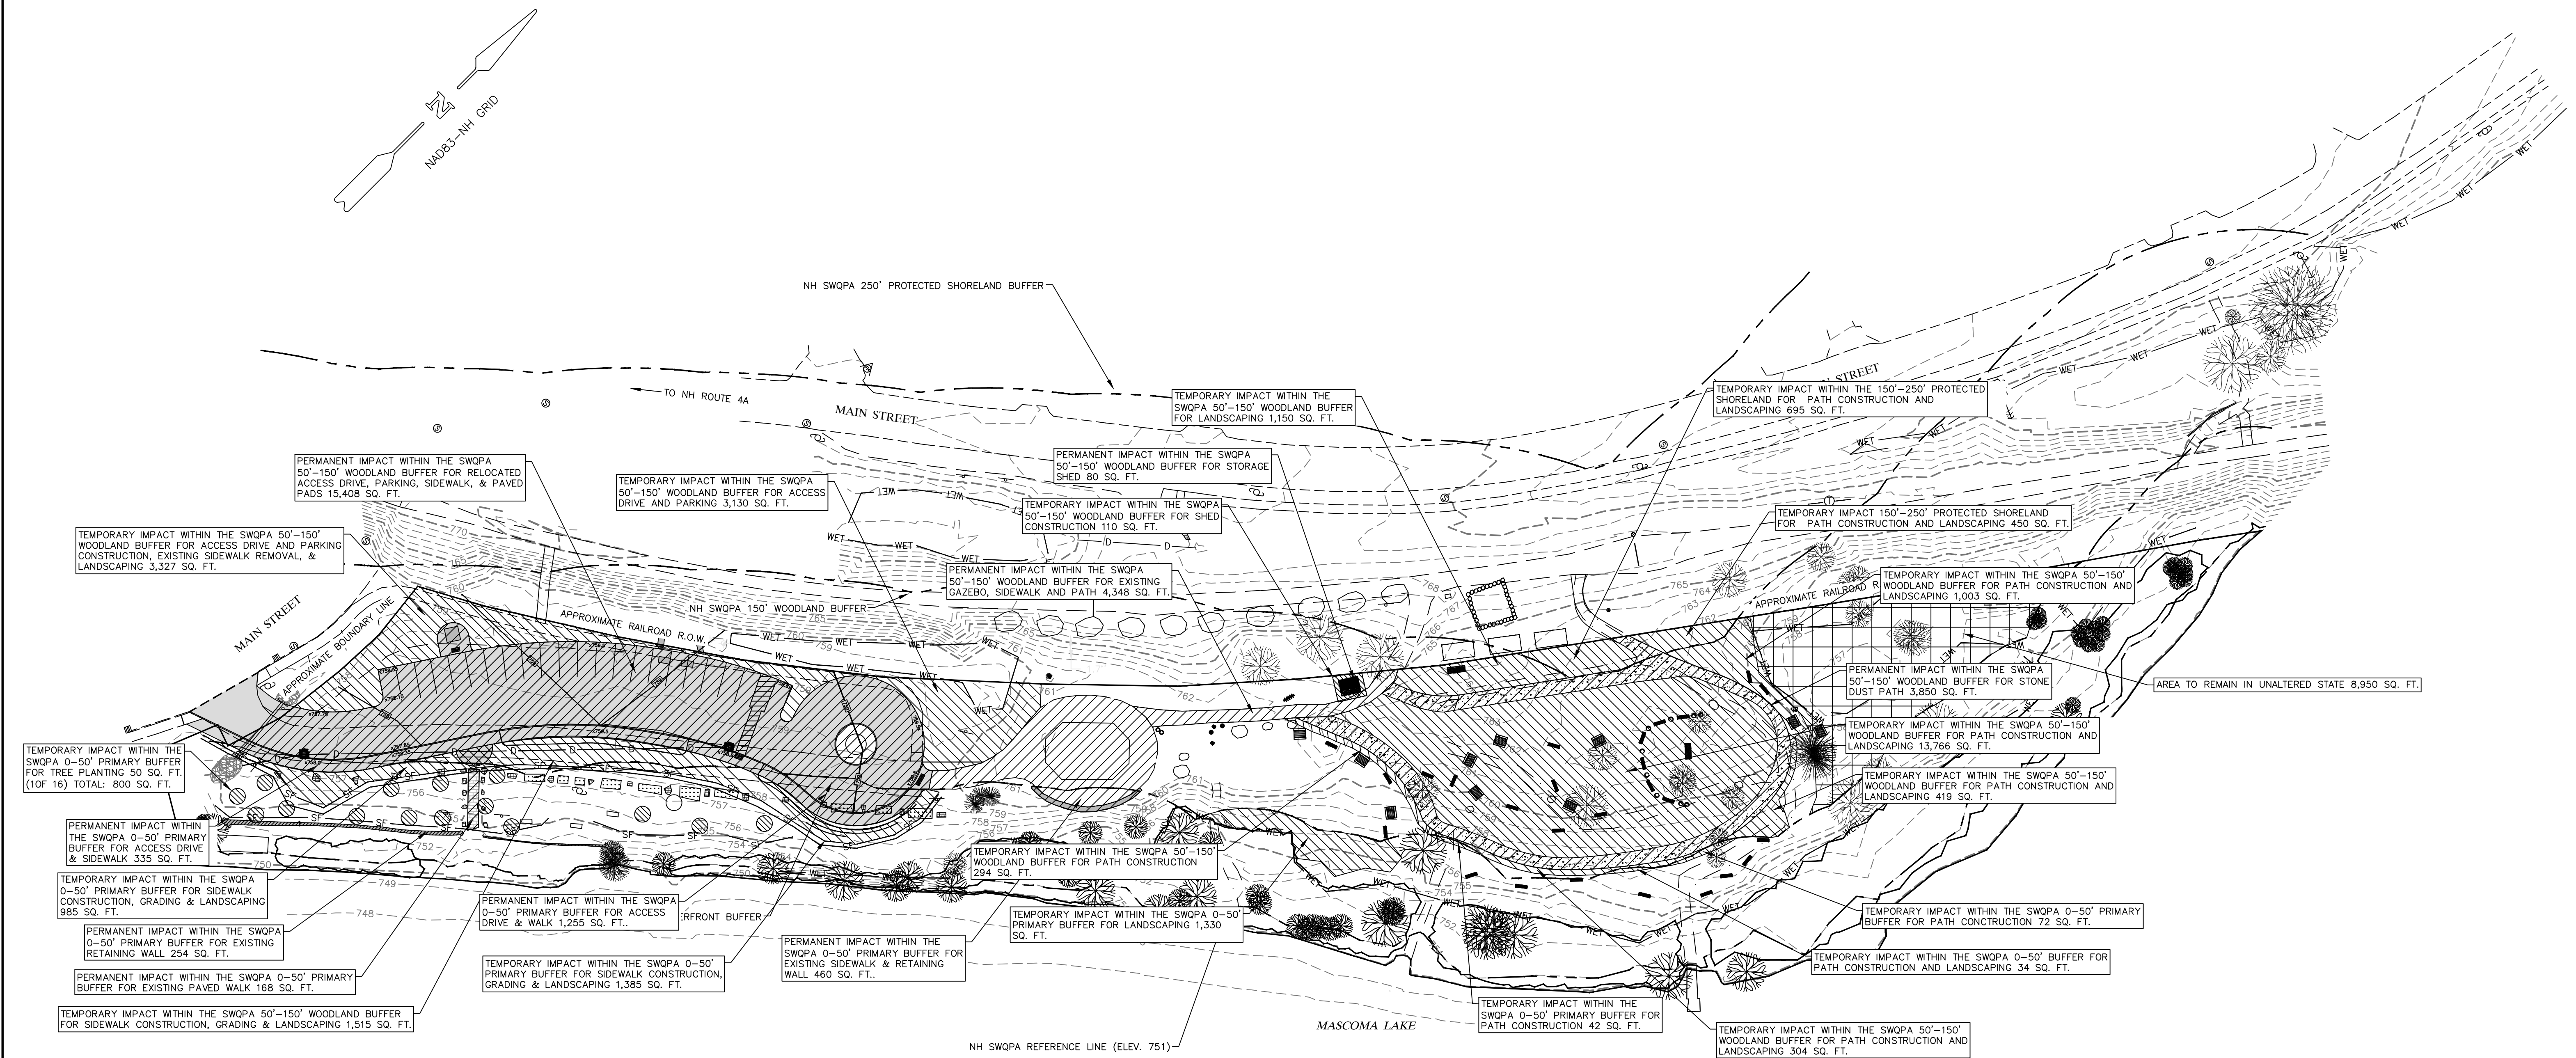 N
NAD83-NH GRID
NH SWQPA 250' PROTECTED SHORELAND BUFFER
TO NH ROUTE 4A
MAIN STREET
TEMPORARY IMPACT WITHIN THE
SWQPA 50'-150' WOODLAND BUFFER
FOR LANDSCAPING 1,150 SQ. FT.
TEMPORARY IMPACT WITHIN THE 150'-250' PROTECTED
SHORELAND FOR PATH CONSTRUCTION AND
LANDSCAPING 695 SQ. FT.
STREET
PERMANENT IMPACT WITHIN THE SWQPA
50'-150' WOODLAND BUFFER FOR RELOCATED
ACCESS DRIVE, PARKING, SIDEWALK, & PAVED
PADS 15,408 SQ. FT.
TEMPORARY IMPACT WITHIN THE SWQPA
50'-150' WOODLAND BUFFER FOR ACCESS
DRIVE AND PARKING 3,130 SQ. FT.
PERMANENT IMPACT WITHIN THE SWQPA
50'-150' WOODLAND BUFFER FOR STORAGE
SHED 80 SQ. FT.
TEMPORARY IMPACT WITHIN THE SWQPA
50'-150' WOODLAND BUFFER FOR SHED
CONSTRUCTION 110 SQ. FT.
TEMPORARY IMPACT 150'-250' PROTECTED SHORELAND
FOR PATH CONSTRUCTION AND LANDSCAPING 450 SQ. FT.
TEMPORARY IMPACT WITHIN THE SWQPA 50'-150'
WOODLAND BUFFER FOR ACCESS DRIVE AND PARKING
CONSTRUCTION, EXISTING SIDEWALK REMOVAL, &
LANDSCAPING 3,327 SQ. FT.
PERMANENT IMPACT WITHIN THE SWQPA
50'-150' WOODLAND BUFFER FOR EXISTING
GAZEBO, SIDEWALK AND PATH 4,348 SQ. FT.
TEMPORARY IMPACT WITHIN THE SWQPA 50'-150'
WOODLAND BUFFER FOR PATH CONSTRUCTION AND
LANDSCAPING 1,003 SQ. FT.
NH SWQPA 150' WOODLAND BUFFER
MAIN STREET
APPROXIMATE BOUNDARY LINE
APPROXIMATE RAILROAD R.O.W.
APPROXIMATE RAILROAD R
PERMANENT IMPACT WITHIN THE SWQPA
50'-150' WOODLAND BUFFER FOR STONE
DUST PATH 3,850 SQ. FT.
AREA TO REMAIN IN UNALTERED STATE 8,950 SQ. FT.
TEMPORARY IMPACT WITHIN THE SWQPA 50'-150'
WOODLAND BUFFER FOR PATH CONSTRUCTION AND
LANDSCAPING 13,766 SQ. FT.
TEMPORARY IMPACT WITHIN THE
SWQPA 0-50' PRIMARY BUFFER
FOR TREE PLANTING 50 SQ. FT.
(1OF 16) TOTAL: 800 SQ. FT.
TEMPORARY IMPACT WITHIN THE SWQPA 50'-150'
WOODLAND BUFFER FOR PATH CONSTRUCTION AND
LANDSCAPING 419 SQ. FT.
PERMANENT IMPACT WITHIN
THE SWQPA 0-50' PRIMARY
BUFFER FOR ACCESS DRIVE
& SIDEWALK 335 SQ. FT.
TEMPORARY IMPACT WITHIN THE SWQPA 50'-150'
WOODLAND BUFFER FOR PATH CONSTRUCTION
294 SQ. FT.
TEMPORARY IMPACT WITHIN THE SWQPA
0-50' PRIMARY BUFFER FOR SIDEWALK
CONSTRUCTION, GRADING & LANDSCAPING
985 SQ. FT.
PERMANENT IMPACT WITHIN THE SWQPA
0-50' PRIMARY BUFFER FOR ACCESS
DRIVE & WALK 1,255 SQ. FT..
ERFRONT BUFFER
TEMPORARY IMPACT WITHIN THE SWQPA 0-50'
PRIMARY BUFFER FOR LANDSCAPING 1,330
SQ. FT.
TEMPORARY IMPACT WITHIN THE SWQPA 0-50' PRIMARY
BUFFER FOR PATH CONCTRUCTION 72 SQ. FT.
PERMANENT IMPACT WITHIN THE SWQPA
0-50' PRIMARY BUFFER FOR EXISTING
RETAINING WALL 254 SQ. FT.
PERMANENT IMPACT WITHIN THE
SWQPA 0-50' PRIMARY BUFFER FOR
EXISTING SIDEWALK & RETAINING
WALL 460 SQ. FT..
TEMPORARY IMPACT WITHIN THE SWQPA 0-50' BUFFER FOR
PATH CONSTRUCTION AND LANDSCAPING 34 SQ. FT.
TEMPORARY IMPACT WITHIN THE SWQPA 0-50'
PRIMARY BUFFER FOR SIDEWALK CONSTRUCTION,
GRADING & LANDSCAPING 1,385 SQ. FT.
PERMANENT IMPACT WITHIN THE SWQPA 0-50' PRIMARY
BUFFER FOR EXISTING PAVED WALK 168 SQ. FT.
TEMPORARY IMPACT WITHIN THE
SWQPA 0-50' PRIMARY BUFFER FOR
PATH CONSTRUCTION 42 SQ. FT.
TEMPORARY IMPACT WITHIN THE SWQPA 50'-150' WOODLAND BUFFER
FOR SIDEWALK CONSTRUCTION, GRADING & LANDSCAPING 1,515 SQ. FT.
MASCOMA LAKE
TEMPORARY IMPACT WITHIN THE SWQPA 50'-150'
WOODLAND BUFFER FOR PATH CONSTRUCTION AND
LANDSCAPING 304 SQ. FT.
NH SWQPA REFERENCE LINE (ELEV. 751)